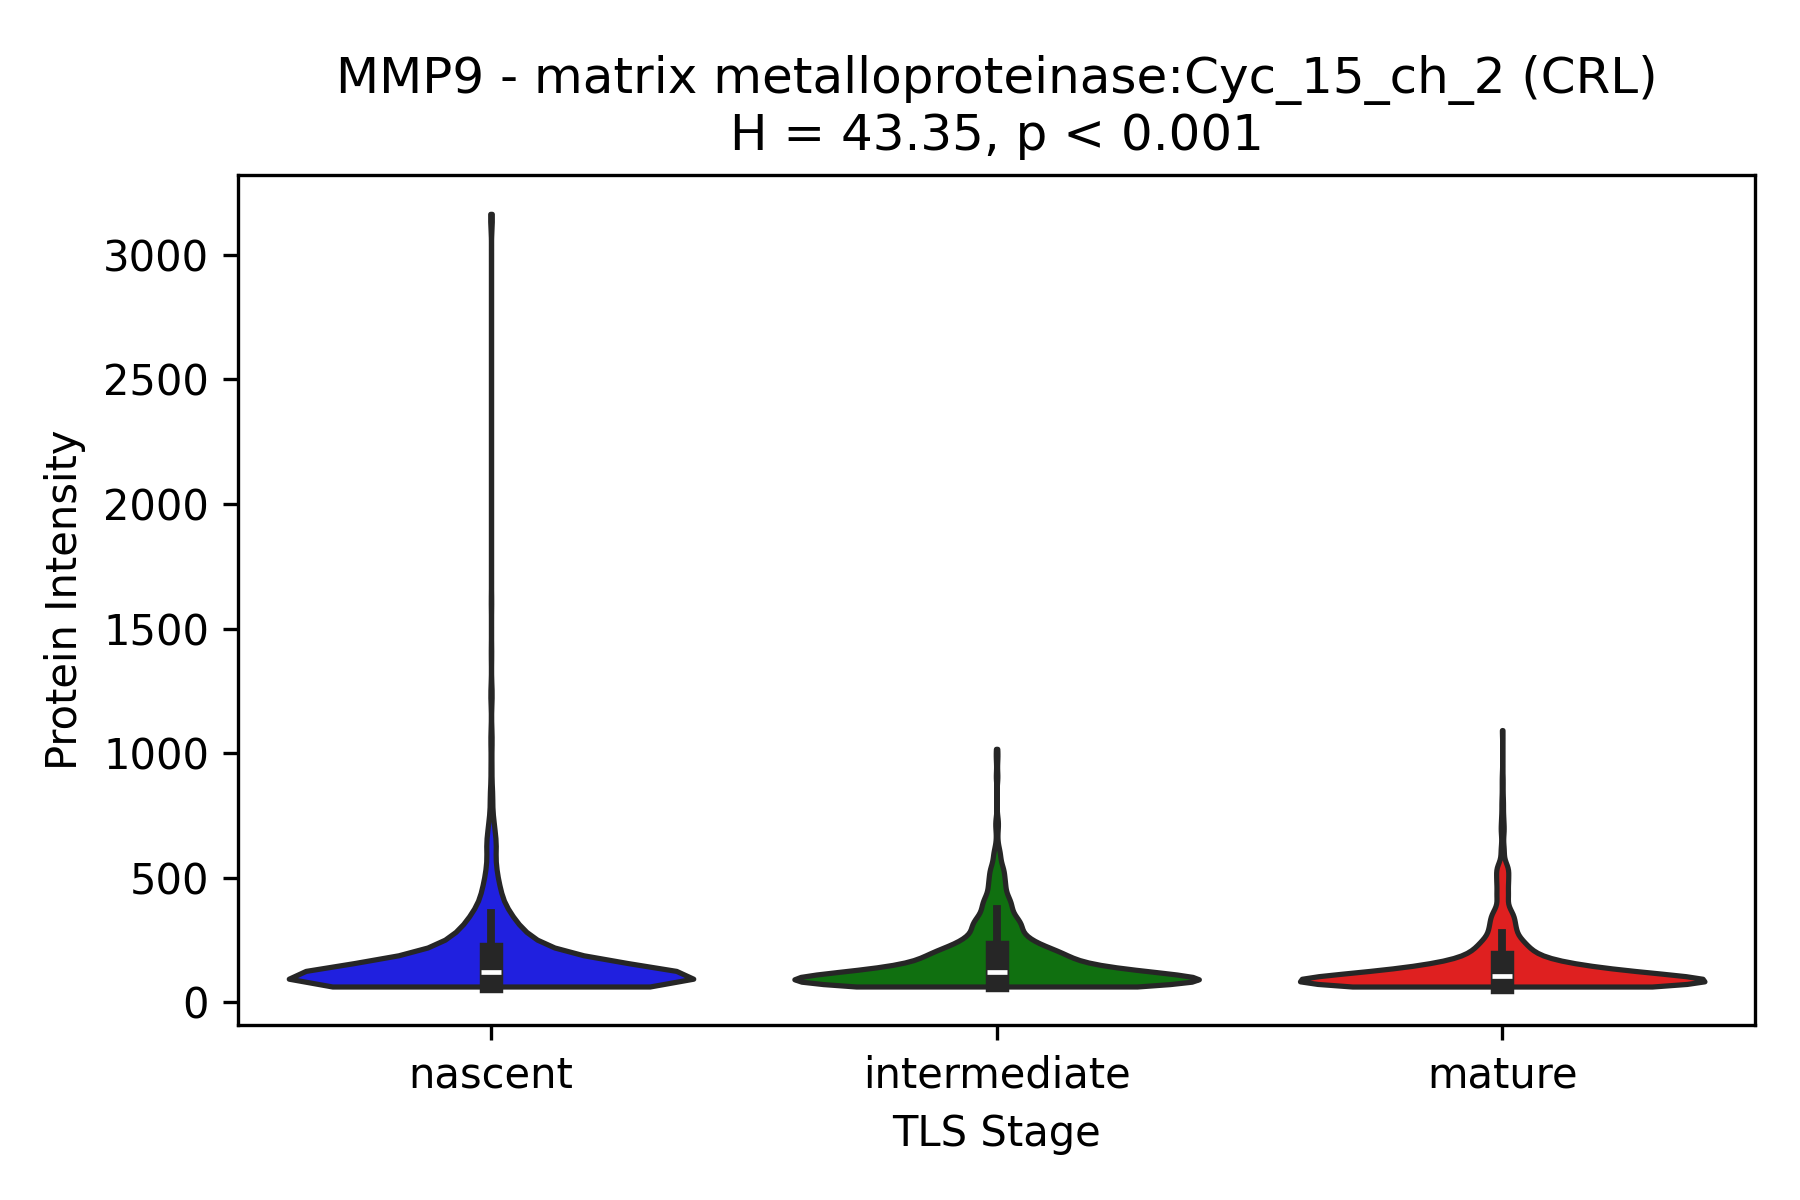 MMP9 - matrix metalloproteinase:Cyc_15_ch_2 (CRL)
H = 43.35, p < 0.001
3000
2500
2000
1500
1000
500
0
Protein Intensity
nascent
intermediate
mature
TLS Stage